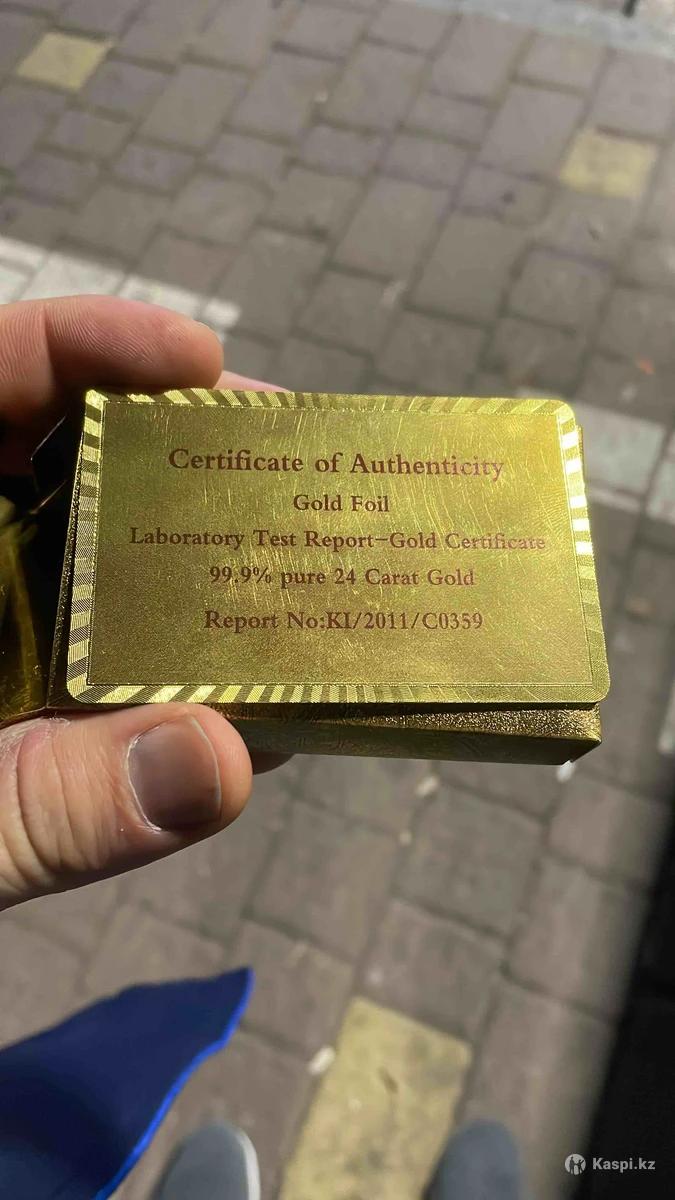 Certificate of Authenticity
Gold Foil
Laboratory Test Report-Gold Certificate
99.9% pure 24 Carat Gold
Report No:KI/2011/C0359
Kaspi.kz